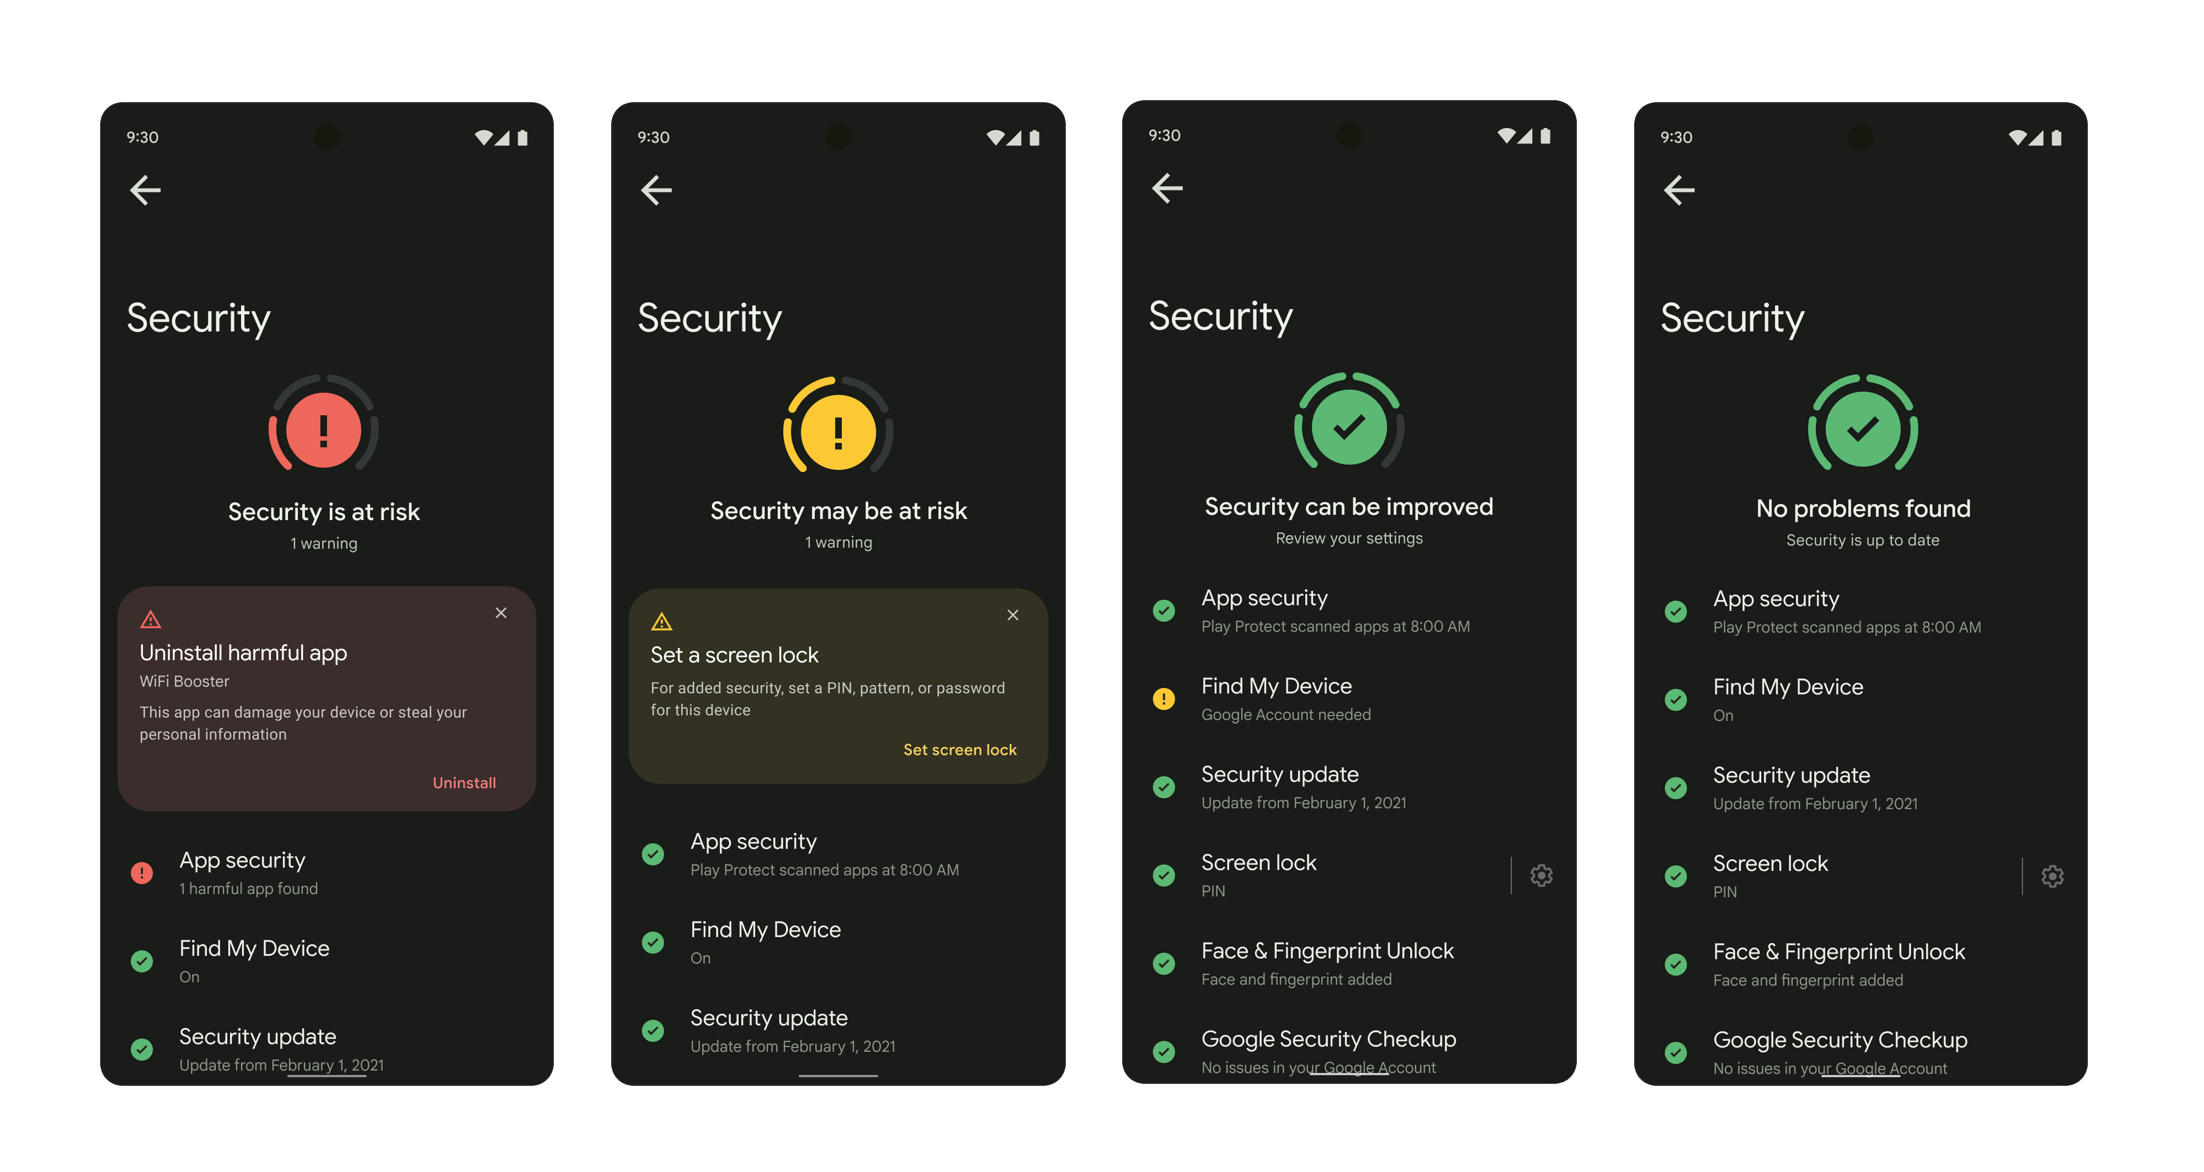 9:30
Security
Security is at risk
1 warning
Uninstall harmful app
WiFi Booster
This app can damage your device or steal your
personal information
Uninstall
App security
1 harmful app found
Find My Device
On
Security update
Update from February 1, 2021
9:30
Security
Security may be at risk
1 warning
Set a screen lock
For added security, set a PIN, pattern, or password
for this device
Set screen lock
App security
Play Protect scanned apps at 8:00 AM
Find My Device
On
Security update
Update from February 1, 2021
9:30
Security
Security can be improved
Review your settings
App security
Play Protect scanned apps at 8:00 AM
Find My Device
Google Account needed
Security update
Update from February 1, 2021
Screen lock
PIN
Face & Fingerprint Unlock
Face and fingerprint added
Google Security Checkup
No issues in your Google Account
9:30
Security
No problems found
Security is up to date
App security
Play Protect scanned apps at 8:00 AM
Find My Device
On
Security update
Update from February 1, 2021
Screen lock
PIN
Face & Fingerprint Unlock
Face and fingerprint added
Google Security Checkup
No issues in your Google Account